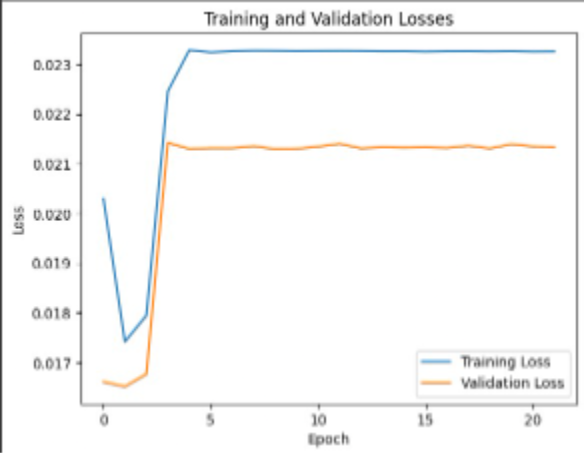 Training and Validation Losses
0.023
0.022
0.021
0.020
0.019
0.018
0.017
Loss
Training Loss
Validation Loss
0
5
10
15
20
Epoch